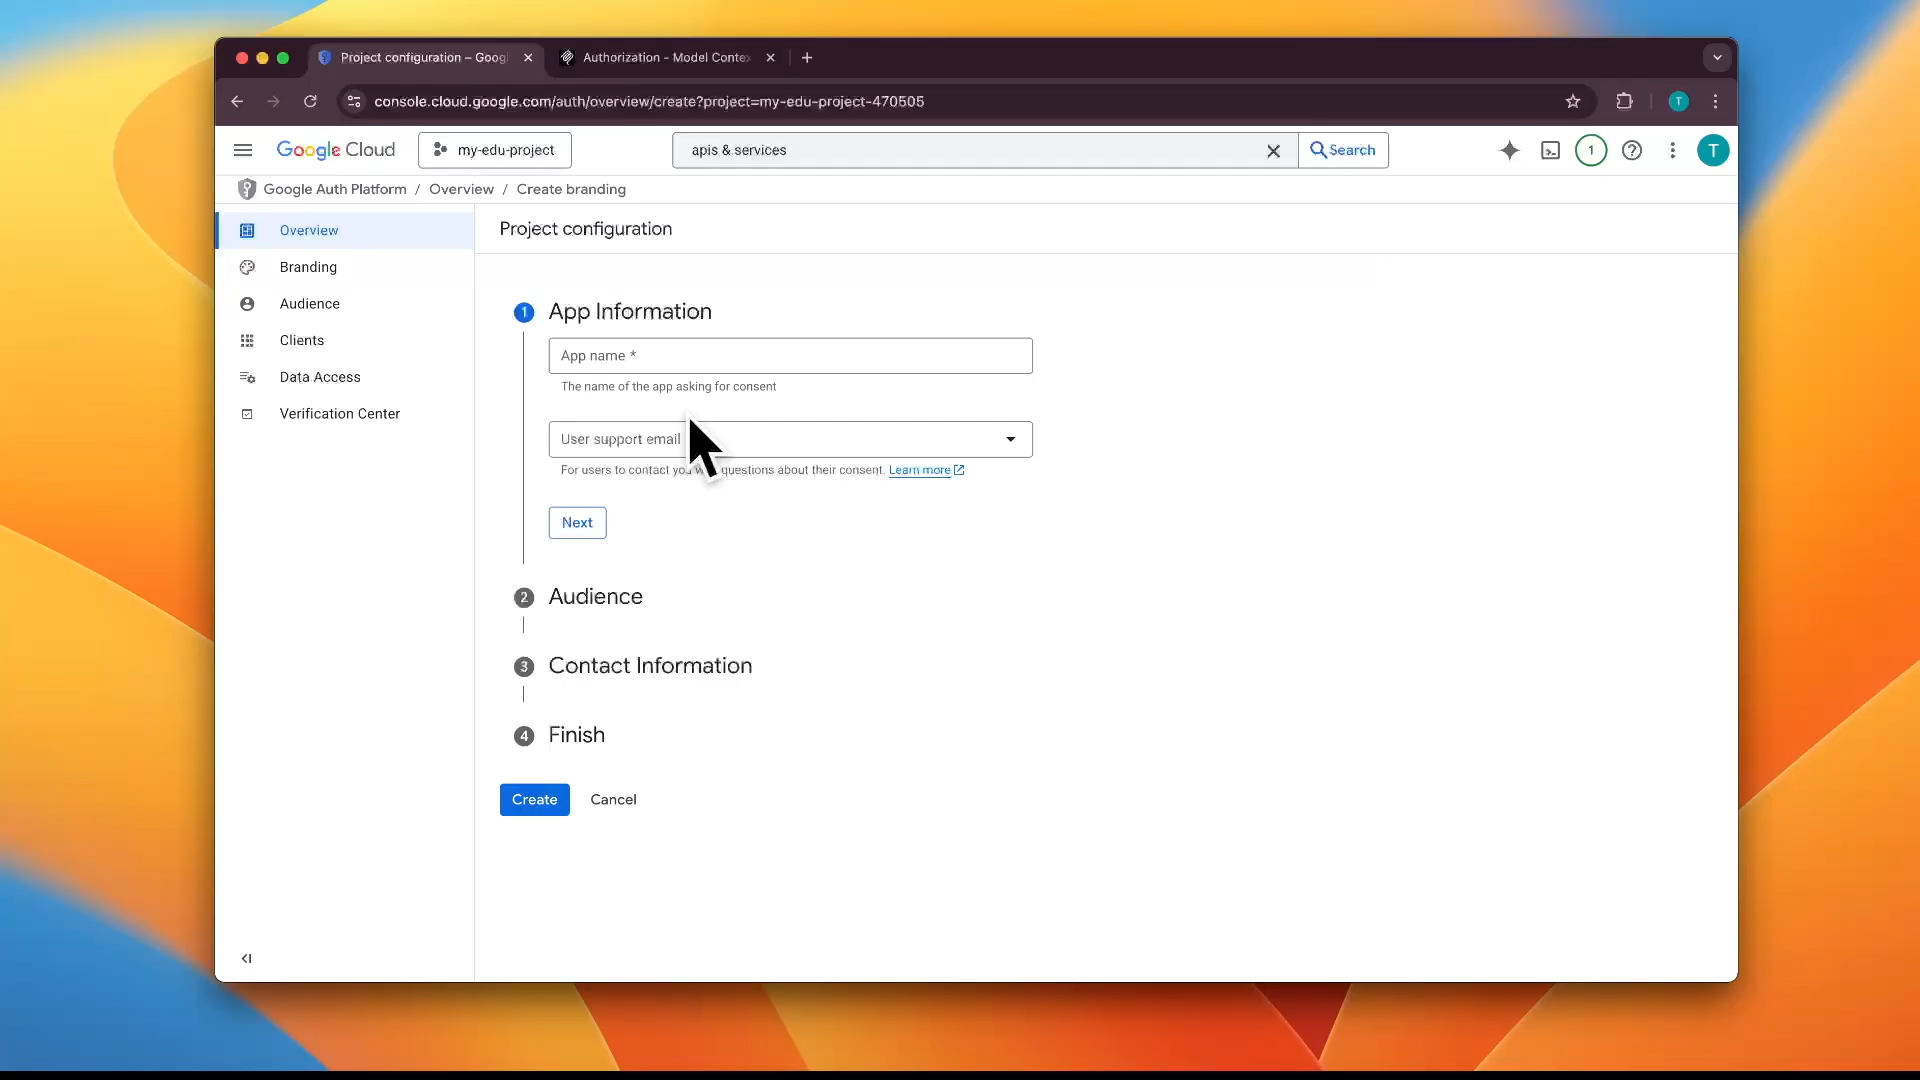 Project configuration – Googl
Authorization - Model Contex
console.cloud.google.com/auth/overview/create?project=my-edu-project-470505
T
Google Cloud
my-edu-project
apis & services
Search
1
T
Google Auth Platform / Overview / Create branding
Overview
Branding
Audience
Clients
Data Access
Verification Center
Project configuration
1 App Information
App name *
The name of the app asking for consent
User support email
For users to contact you questions about their consent. Learn more
Next
2 Audience
3 Contact Information
4 Finish
Create
Cancel